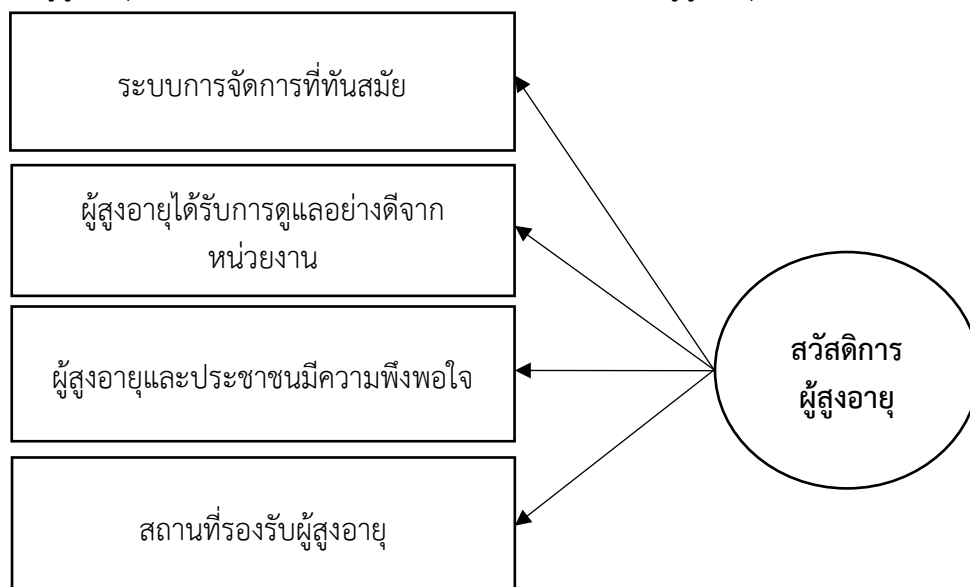 ระบบการจัดการที่ทันสมัย
ผู้สูงอายุได้รับการดูแลอย่างดีจาก
หน่วยงาน
ผู้สูงอายุและประชาชนมีความพึงพอใจ
สถานที่รองรับผู้สูงอายุ
สวัสดิการ
ผู้สูงอายุ